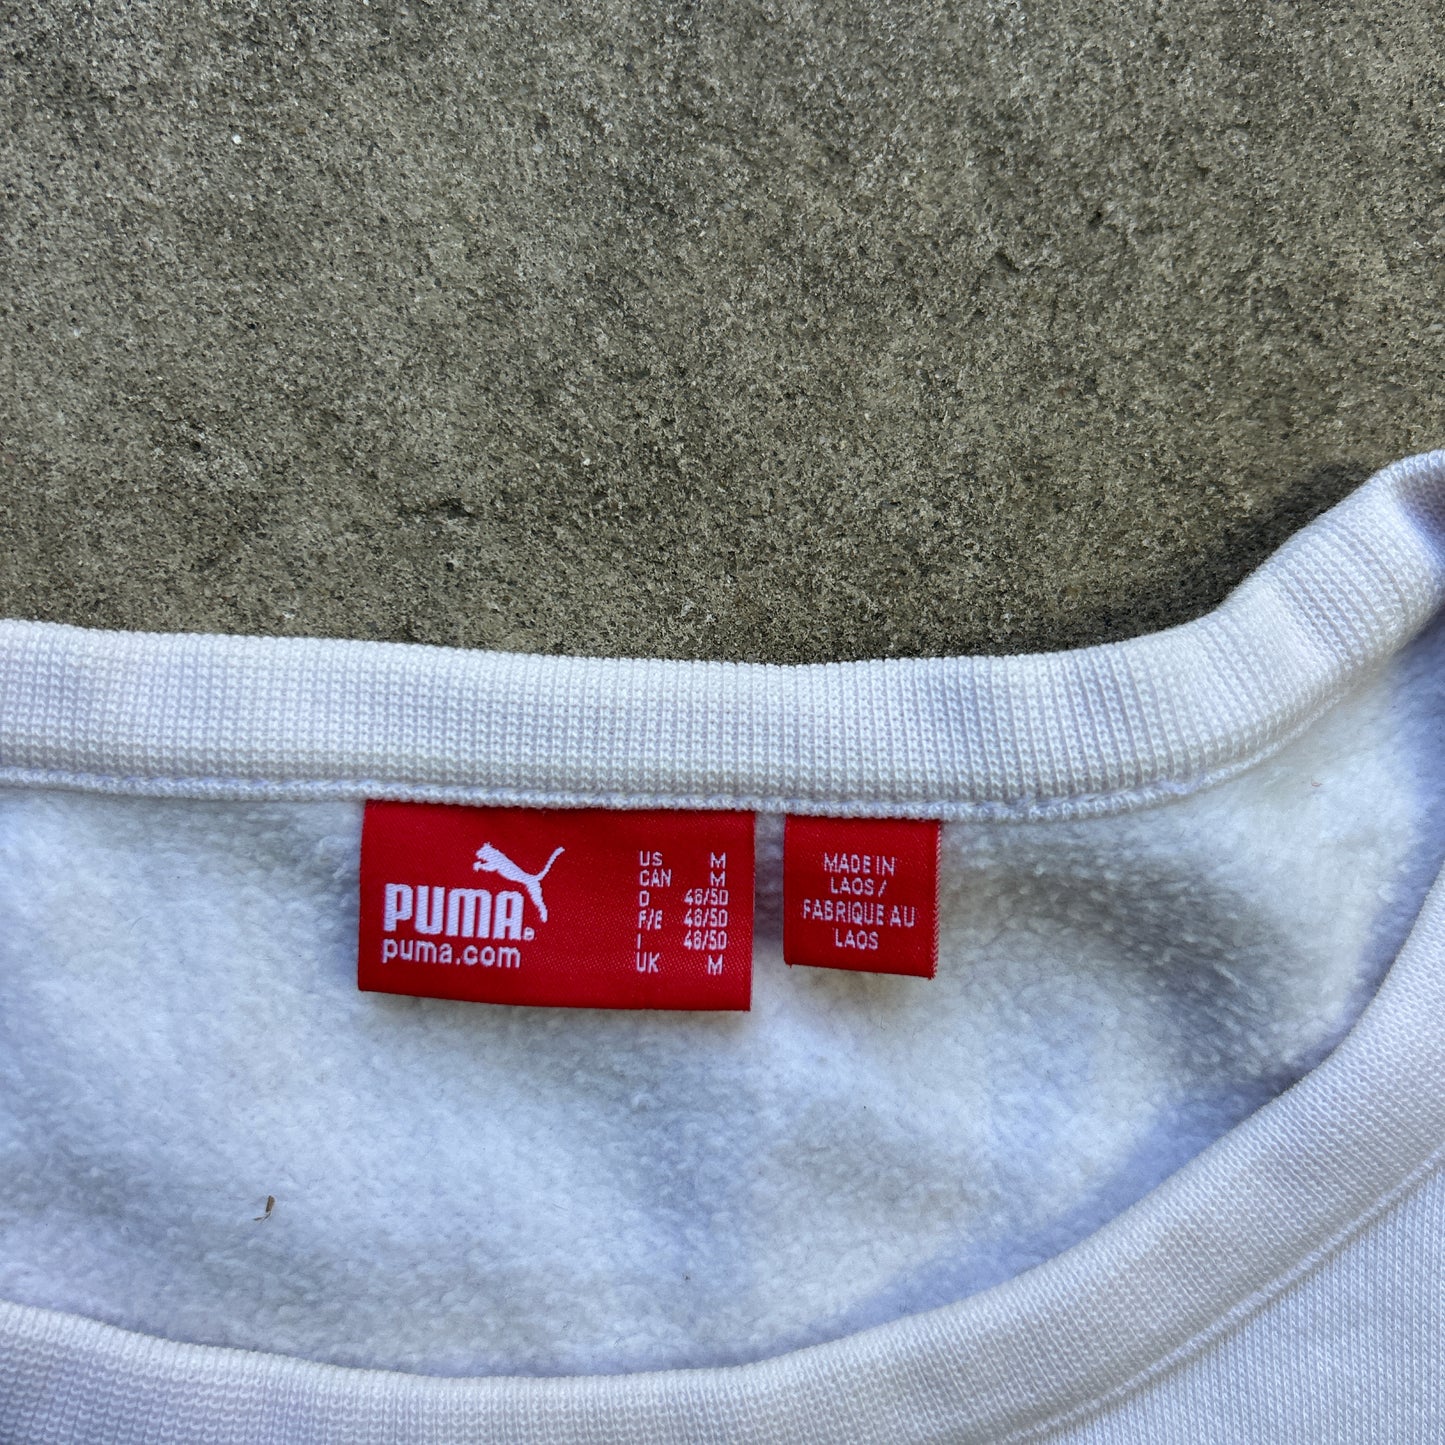 PUMA®
puma.com
US M
CAN M
D 48/50
F/E 48/50
I 48/50
UK M
MADE IN
LAOS /
FABRIQUE AU
LAOS